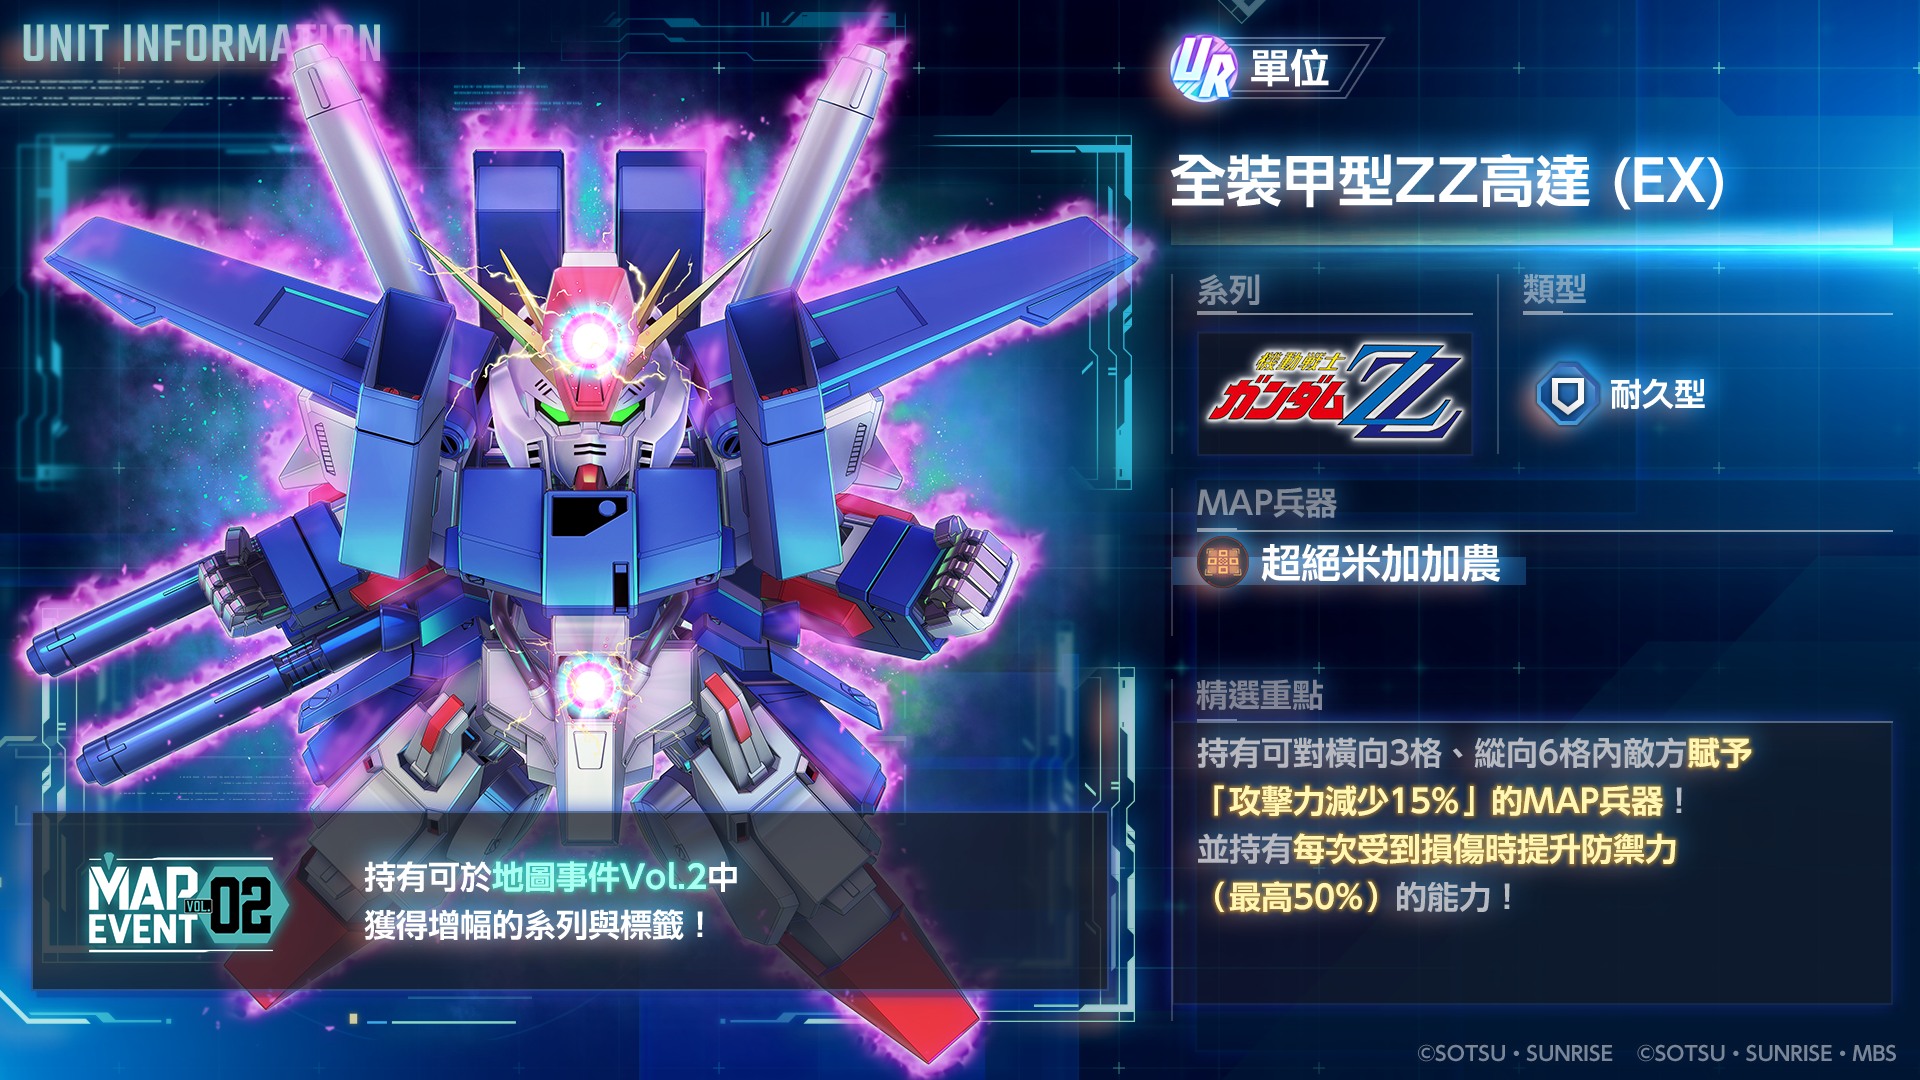 UNIT INFORMATION
UR 單位
全裝甲型ZZ高達 (EX)
系列
類型
機動戦士
ガンダムZZ
耐久型
MAP兵器
超絕米加加農
精選重點
持有可對橫向3格、縱向6格內敵方賦予
「攻擊力減少15%」的MAP兵器！
並持有每次受到損傷時提升防禦力
（最高50%）的能力！
MAP
EVENT VOL. 02
持有可於地圖事件Vol.2中
獲得增幅的系列與標籤！
©SOTSU・SUNRISE ©SOTSU・SUNRISE・MBS